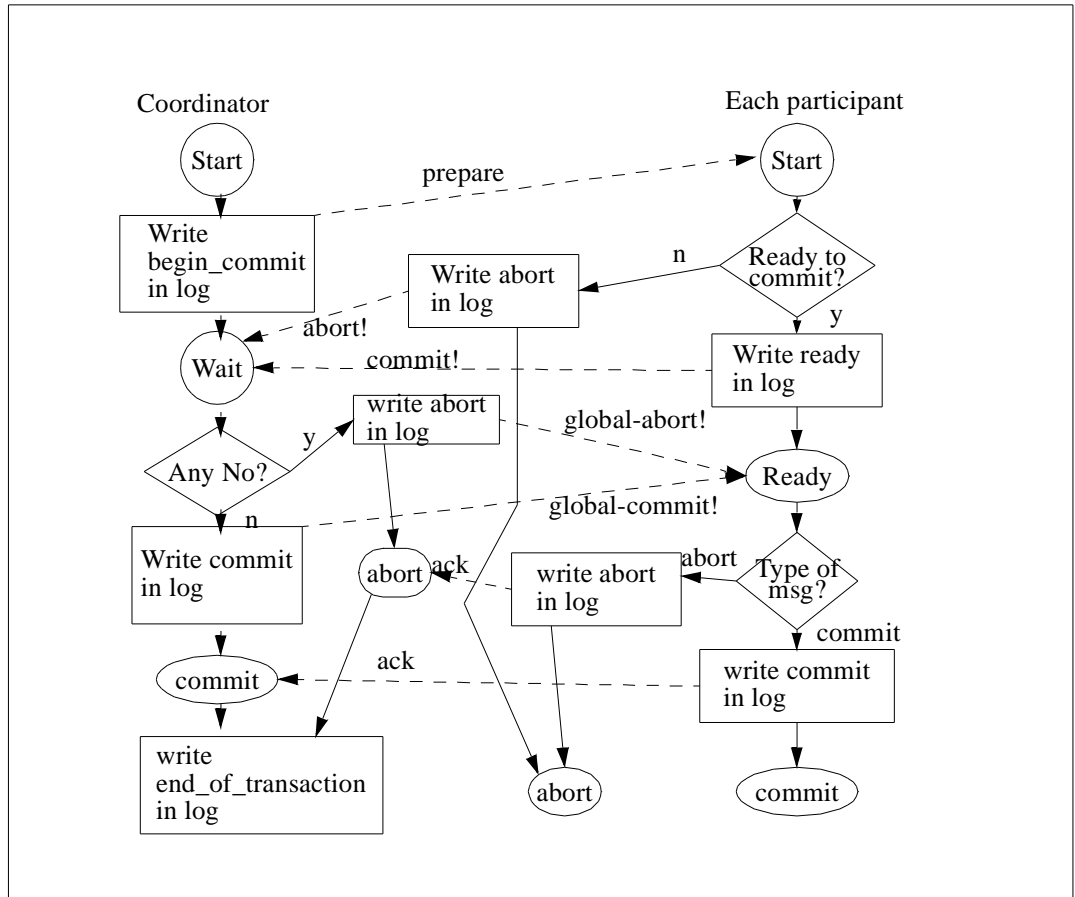 Coordinator
Each participant
Start
Start
prepare
Write
begin_commit
in log
n
Ready to
commit?
Write abort
in log
y
abort!
Wait
commit!
Write ready
in log
write abort
in log
global-abort!
y
Any No?
Ready
n
global-commit!
Write commit
in log
abort
ack
write abort
in log
abort
Type of
msg?
commit
ack
commit
write commit
in log
write
end_of_transaction
in log
abort
commit